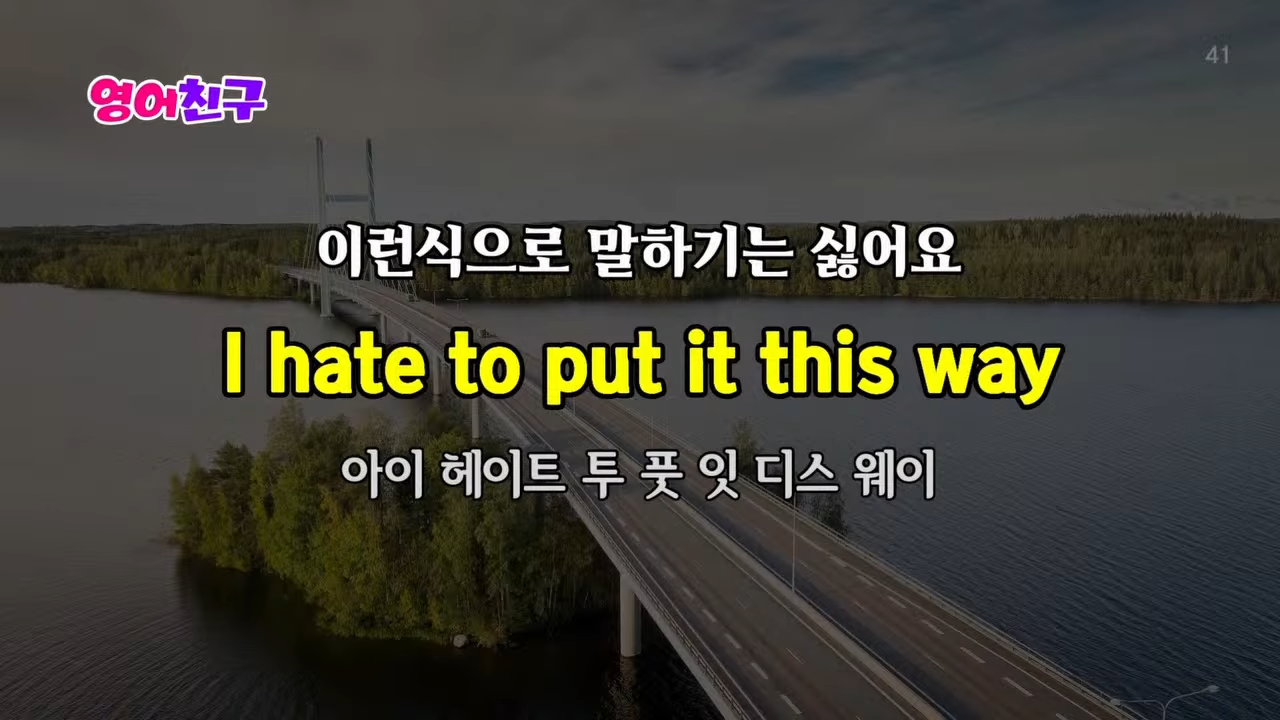 41
영어친구
이런식으로 말하기는 싫어요
I hate to put it this way
아이 헤이트 투 풋 잇 디스 웨이